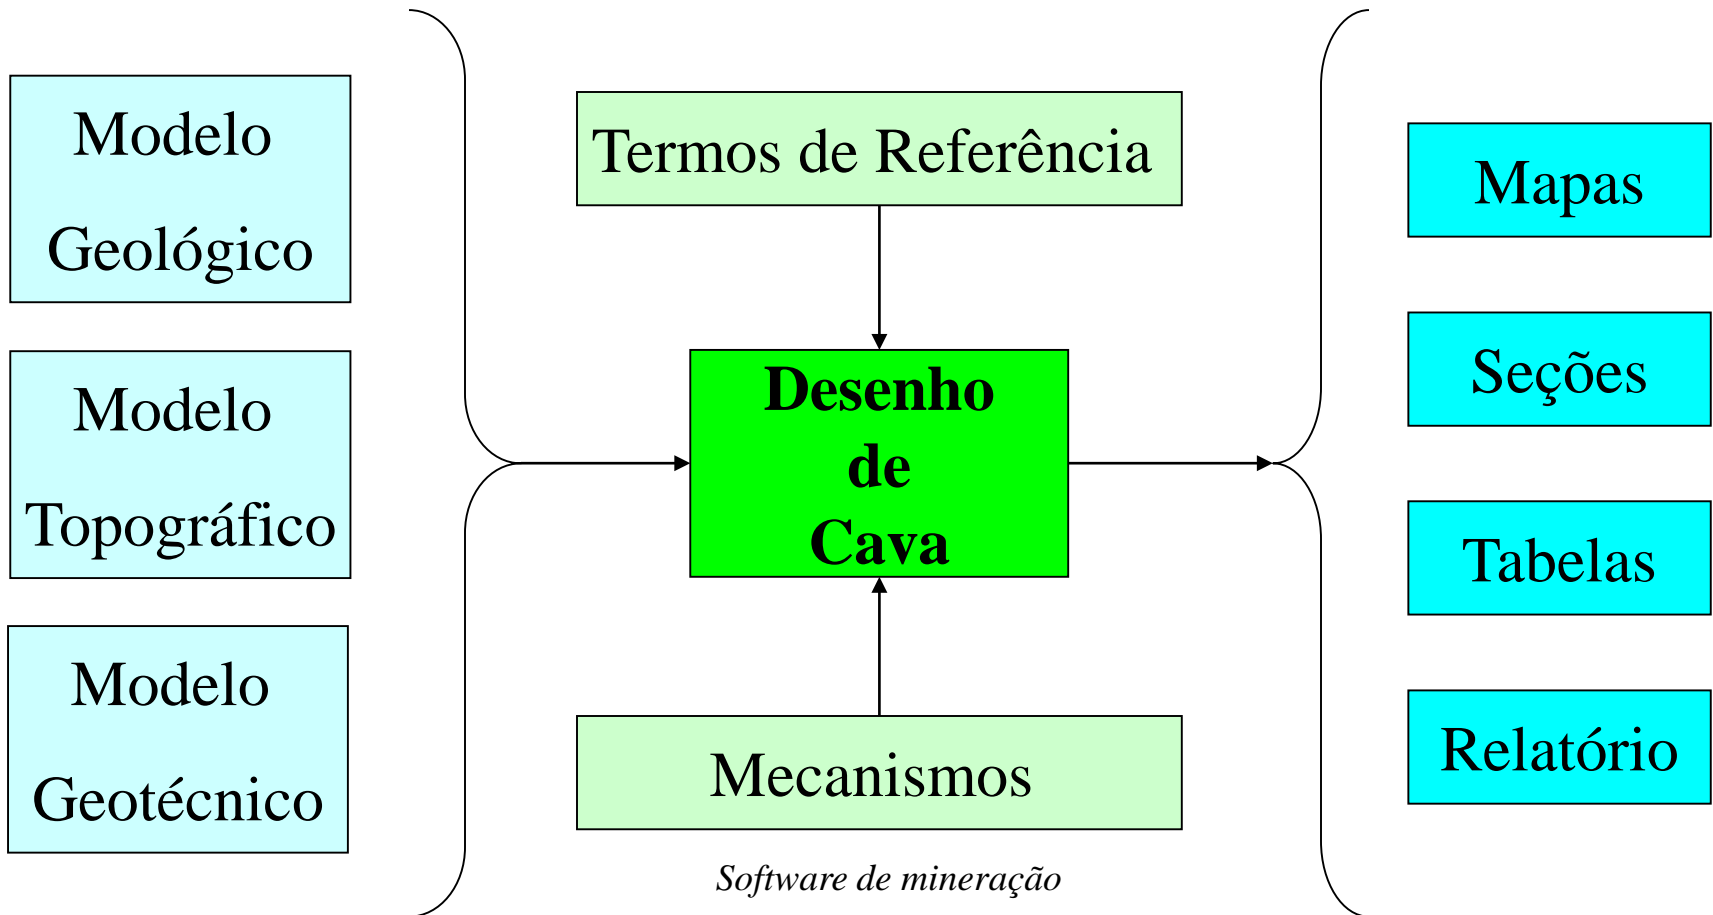 Modelo
Geológico
Modelo
Topográfico
Modelo
Geotécnico
Termos de Referência
Desenho
de
Cava
Mecanismos
Software de mineração
Mapas
Seções
Tabelas
Relatório